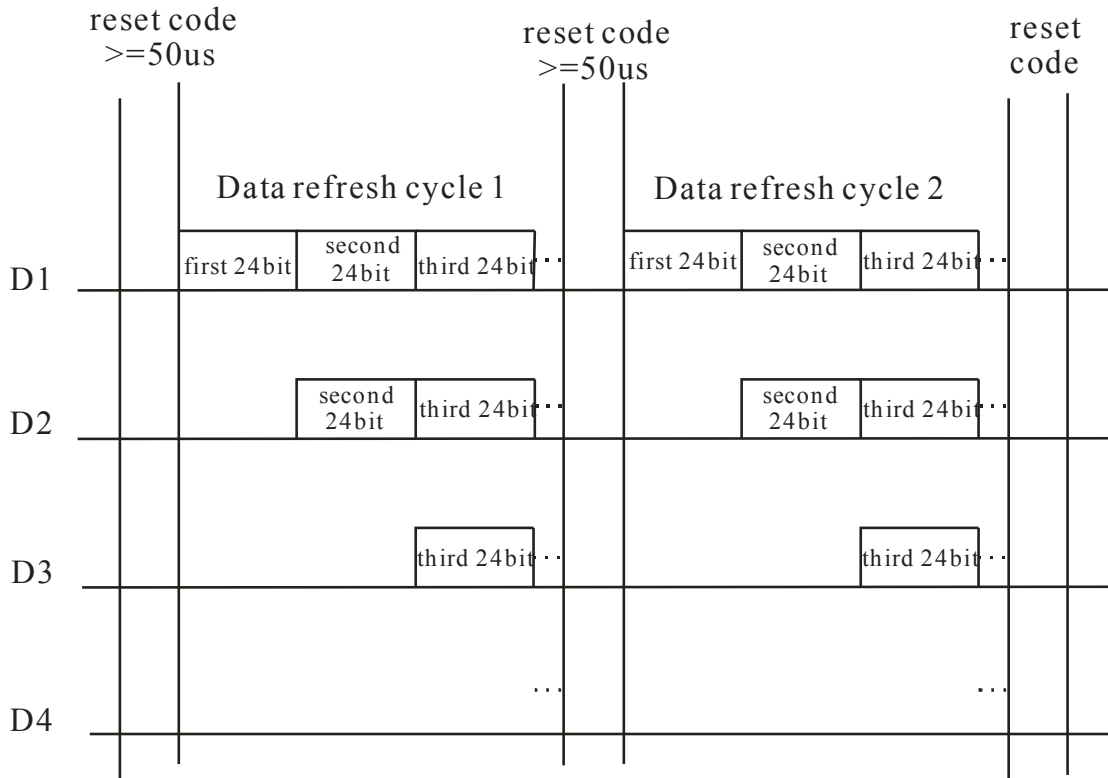 reset code
>=50us
reset code
>=50us
reset
code
Data refresh cycle 1
Data refresh cycle 2
D1
first 24bit
second
24bit
third 24bit
···
first 24bit
second
24bit
third 24bit
···
D2
second
24bit
third 24bit
···
second
24bit
third 24bit
···
D3
third 24bit
···
third 24bit
···
···
···
D4